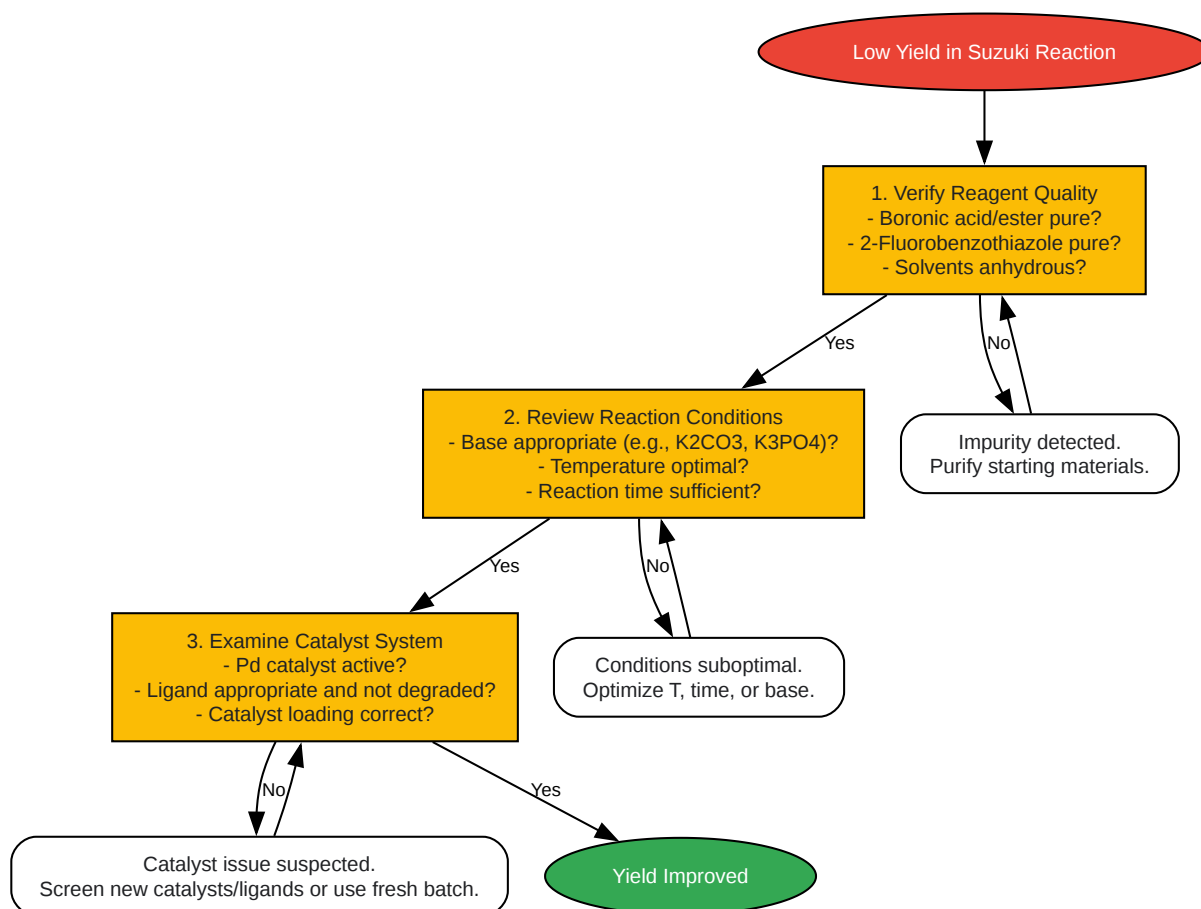 Low Yield in Suzuki Reaction
1. Verify Reagent Quality
- Boronic acid/ester pure?
- 2-Fluorobenzothiazole pure?
- Solvents anhydrous?
Yes
No
Impurity detected.
Purify starting materials.
2. Review Reaction Conditions
- Base appropriate (e.g., K2CO3, K3PO4)?
- Temperature optimal?
- Reaction time sufficient?
Yes
No
Conditions suboptimal.
Optimize T, time, or base.
3. Examine Catalyst System
- Pd catalyst active?
- Ligand appropriate and not degraded?
- Catalyst loading correct?
No
Yes
Catalyst issue suspected.
Screen new catalysts/ligands or use fresh batch.
Yield Improved